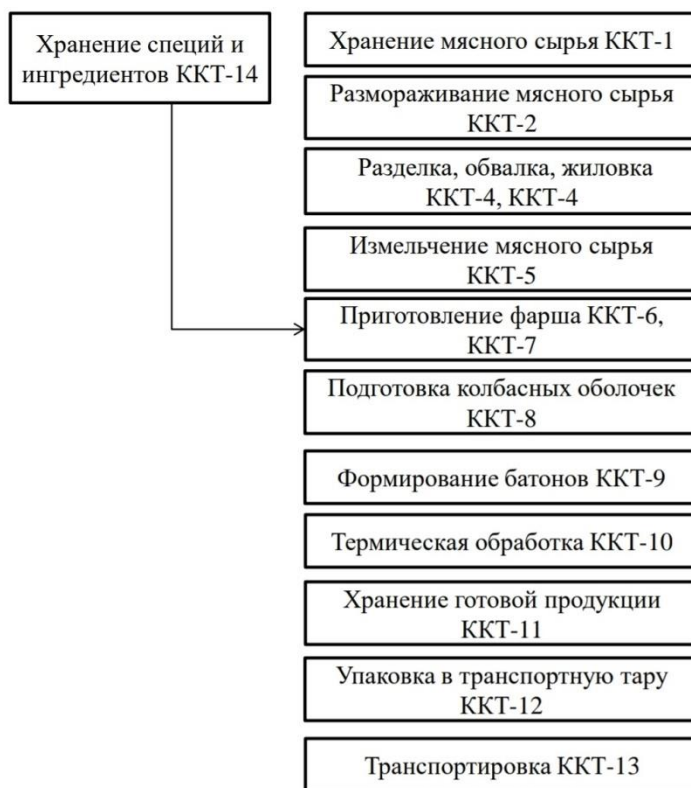 Хранение специй и
ингредиентов ККТ-14
Хранение мясного сырья ККТ-1
Размораживание мясного сырья
ККТ-2
Разделка, обвалка, жиловка
ККТ-4, ККТ-4
Измельчение мясного сырья
ККТ-5
Приготовление фарша ККТ-6,
ККТ-7
Подготовка колбасных оболочек
ККТ-8
Формирование батонов ККТ-9
Термическая обработка ККТ-10
Хранение готовой продукции
ККТ-11
Упаковка в транспортную тару
ККТ-12
Транспортировка ККТ-13